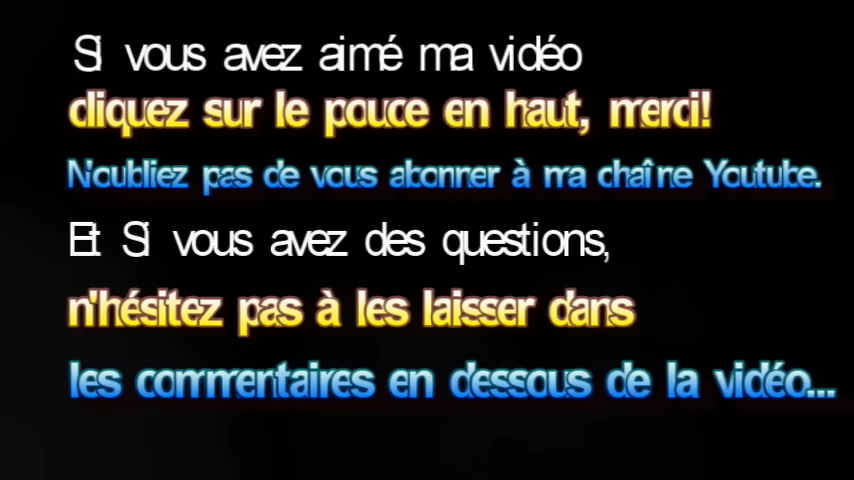 Si vous avez aimé ma vidéo
cliquez sur le pouce en haut, merci!
N'oubliez pas de vous abonner à ma chaîne Youtube.
Et Si vous avez des questions,
n'hésitez pas à les laisser dans
les commentaires en dessous de la vidéo...